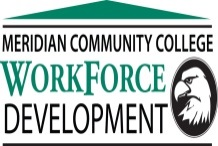 MERIDIAN COMMUNITY COLLEGE
WORKFORCE
DEVELOPMENT